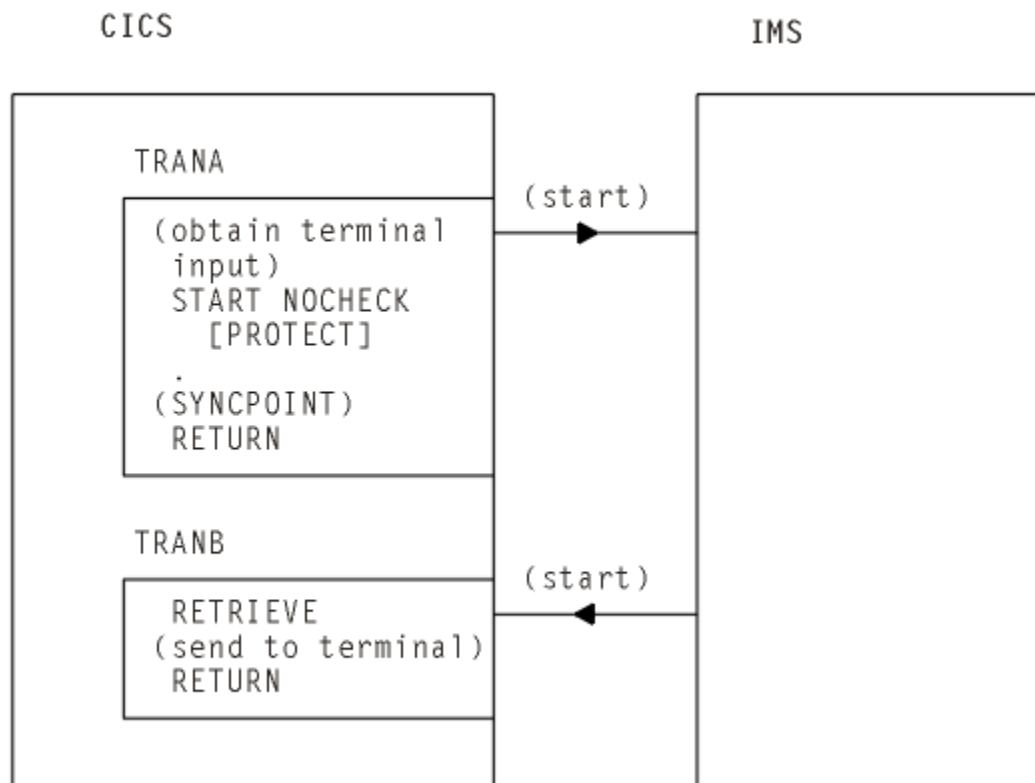 CICS
IMS
TRANA
(start)
(obtain terminal
input)
START NOCHECK
[PROTECT]
.
(SYNCPOINT)
RETURN
TRANB
(start)
RETRIEVE
(send to terminal)
RETURN